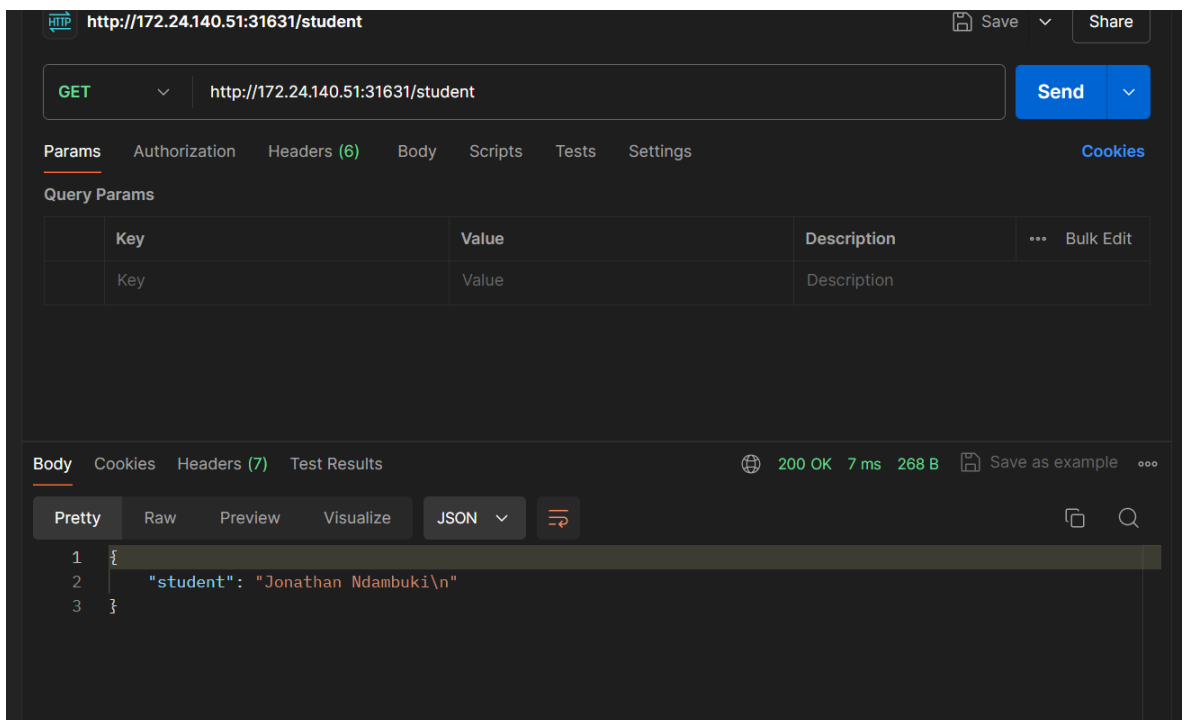 HTTP http://172.24.140.51:31631/student Save Share
GET http://172.24.140.51:31631/student Send
Params Authorization Headers (6) Body Scripts Tests Settings Cookies
Query Params
Key Value Description ••• Bulk Edit
Key Value Description
Body Cookies Headers (7) Test Results 200 OK 7 ms 268 B Save as example •••
Pretty Raw Preview Visualize JSON
1 {
2 "student": "Jonathan Ndambuki\n"
3 }